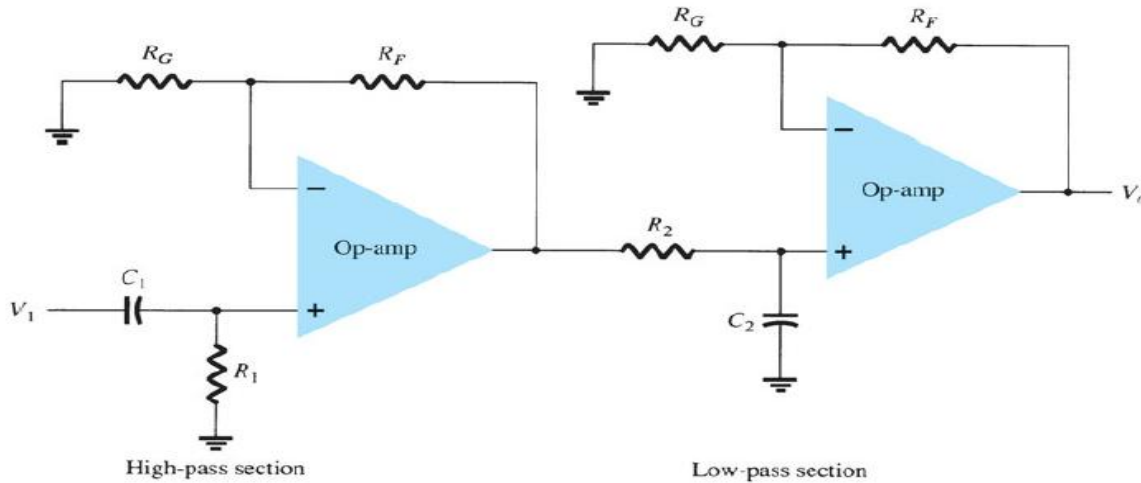 R_G
R_F
R_G
R_F
−
Op-amp
+
−
Op-amp
+
R_2
C_1
V_1
R_1
C_2
High-pass section
Low-pass section